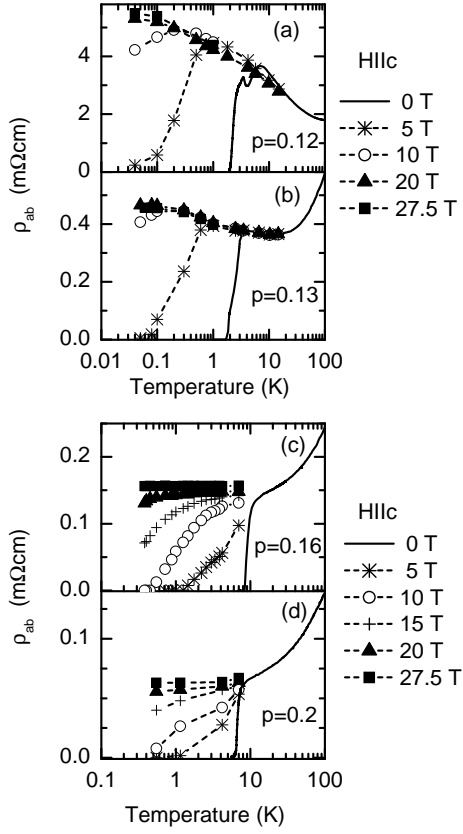 (a)
6
4
2
0
p=0.12
(b)
0.4
0.2
0.0
p=0.13
0.01 0.1 1 10 100
Temperature (K)
ρab (mΩcm)
HIIc
0 T
5 T
10 T
20 T
27.5 T
(c)
0.2
0.1
0.0
p=0.16
(d)
0.1
0.0
p=0.2
0.1 1 10 100
Temperature (K)
ρab (mΩcm)
HIIc
0 T
5 T
10 T
15 T
20 T
27.5 T